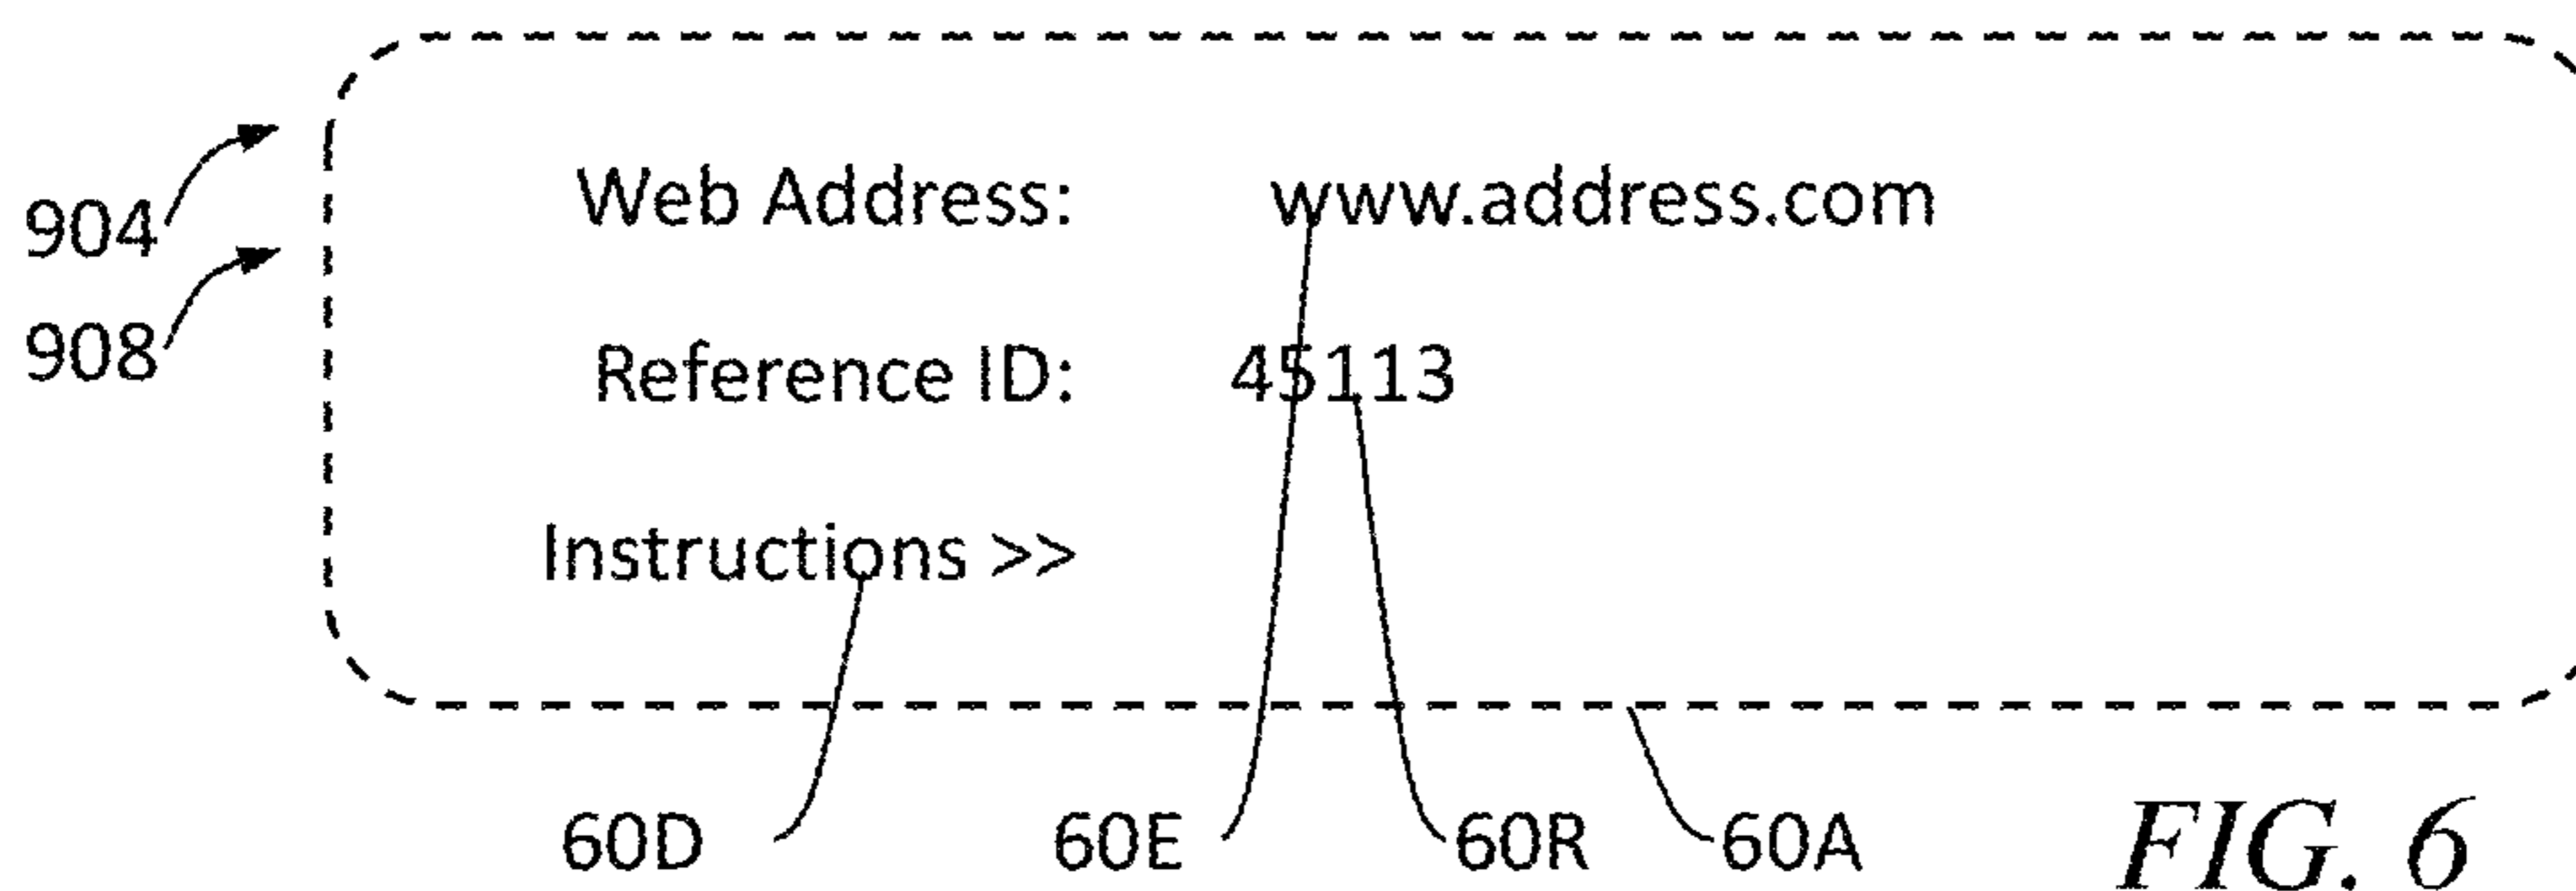 904
908
Web Address: www.address.com
Reference ID: 45113
Instructions >>
60D 60E 60R 60A
FIG. 6